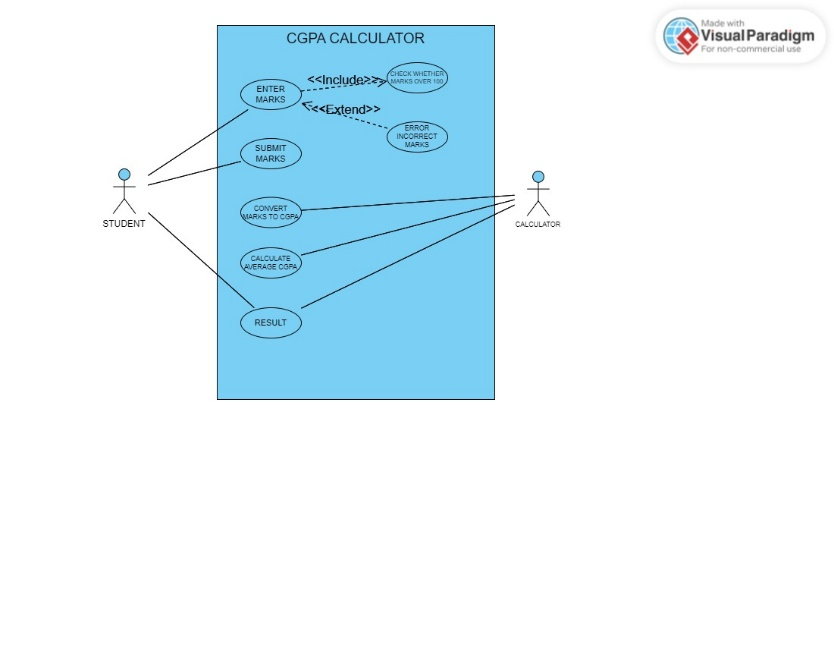 Made with
Visual Paradigm
For non-commercial use
CGPA CALCULATOR
<<Include>>
CHECK WHETHER
MARKS OVER 100
ENTER
MARKS
<<Extend>>
ERROR
INCORRECT
MARKS
SUBMIT
MARKS
STUDENT
CONVERT
MARKS TO CGPA
CALCULATOR
CALCULATE
AVERAGE CGPA
RESULT